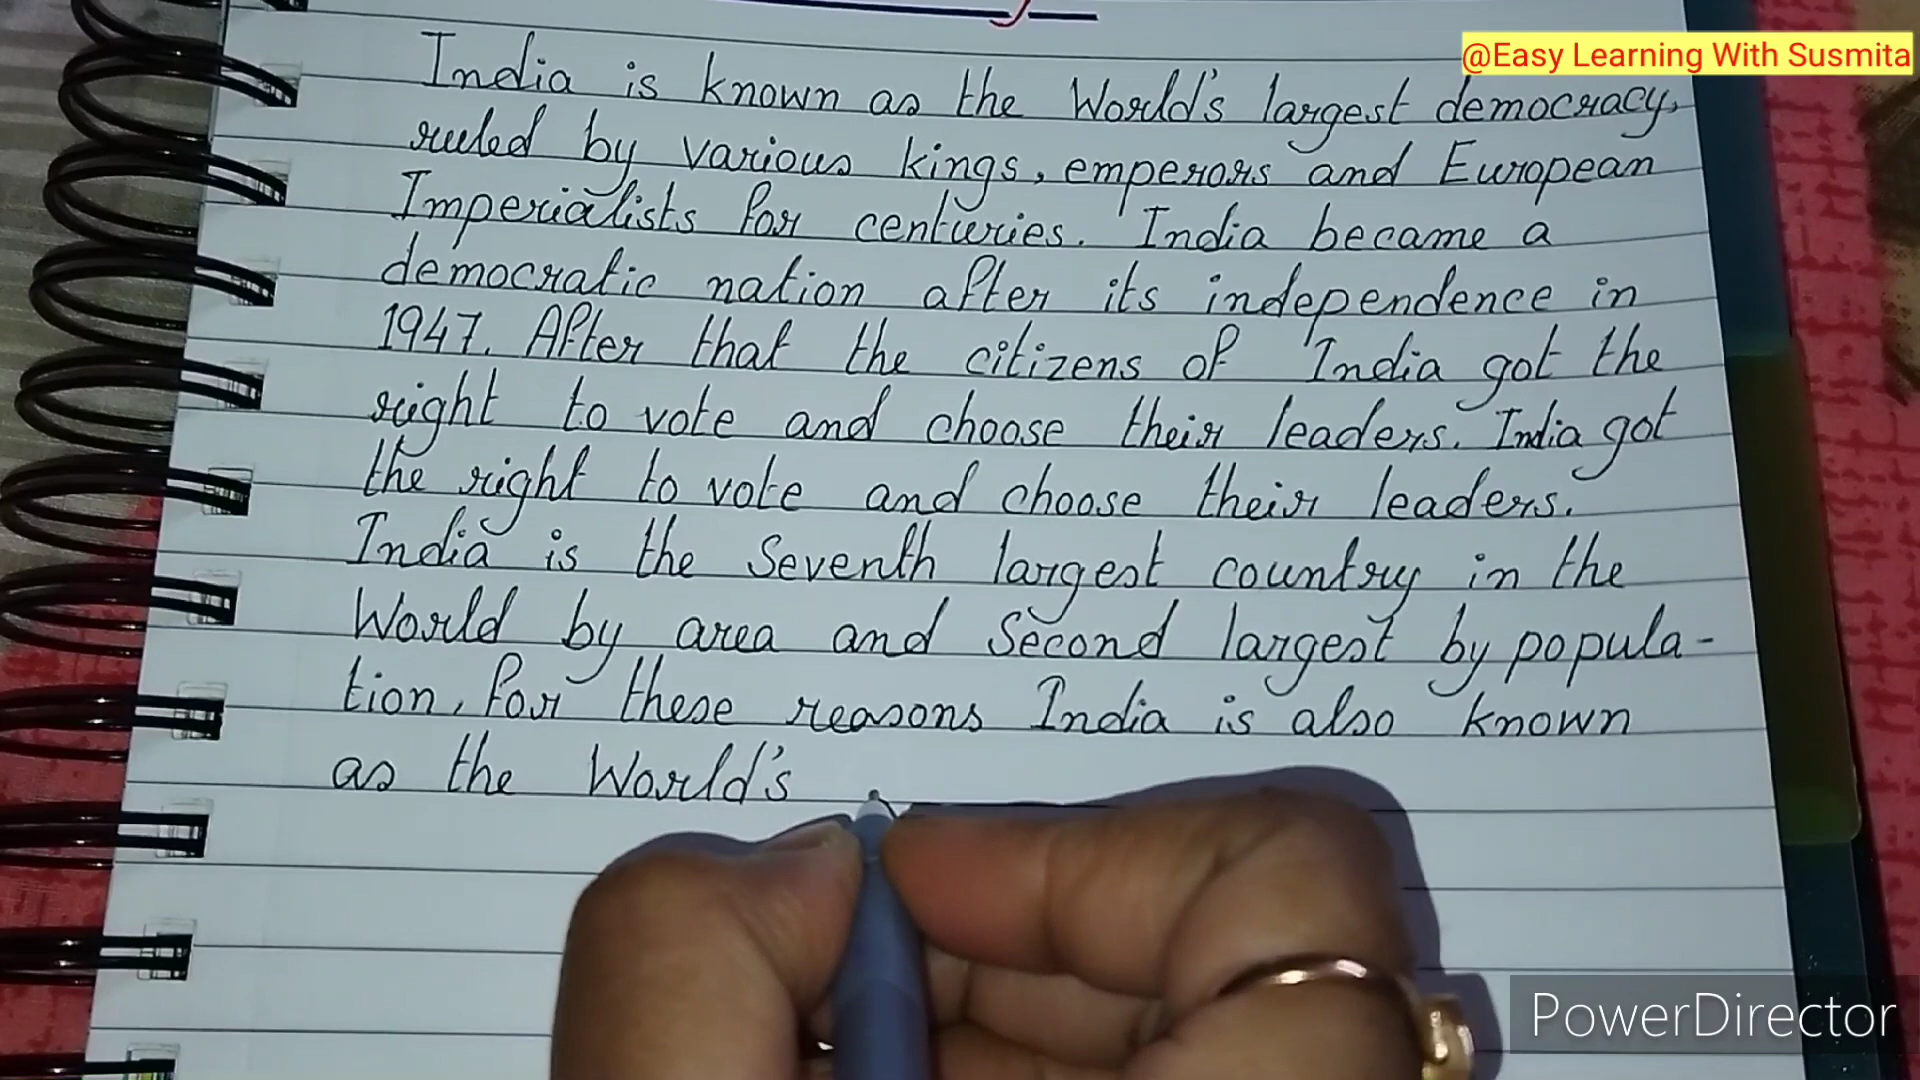 @Easy Learning With Susmita
India is known as the World's largest democracy,
ruled by various kings, emperors and European
Imperialists for centuries. India became a
democratic nation after its independence in
1947. After that the citizens of India got the
right to vote and choose their leaders. India got
the right to vote and choose their leaders.
India is the Seventh largest country in the
World by area and Second largest by popula-
tion, for these reasons India is also known
as the World's
PowerDirector